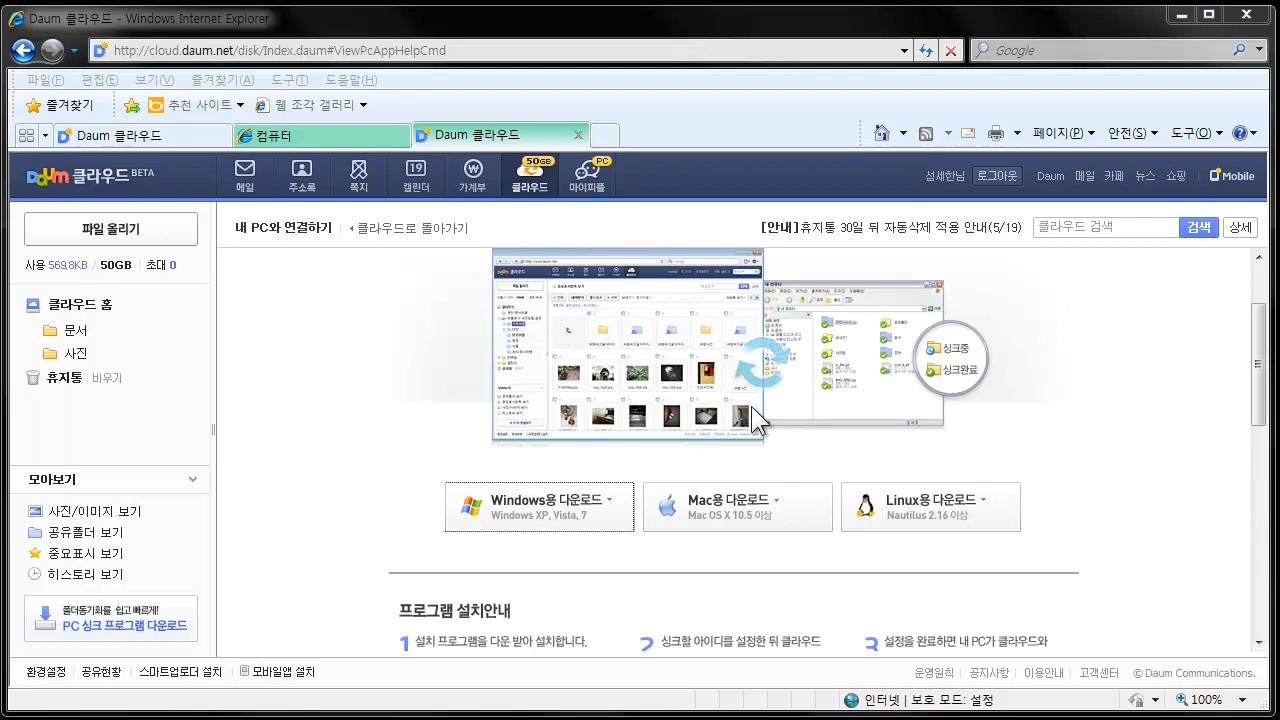 Daum 클라우드 - Windows Internet Explorer
http://cloud.daum.net/disk/Index.daum#ViewPcAppHelpCmd
Google
파일(F) 편집(E) 보기(V) 즐겨찾기(A) 도구(T) 도움말(H)
즐겨찾기 추천 사이트 웹 조각 갤러리
Daum 클라우드 컴퓨터 Daum 클라우드 페이지(P) 안전(S) 도구(O)
Daum 클라우드 BETA
50GB PC
19
메일 주소록 쪽지 캘린더 가계부 클라우드 마이피플
섬세한님 로그아웃 Daum 메일 카페 뉴스 쇼핑 Mobile
파일 올리기
내 PC와 연결하기 클라우드로 돌아가기
[안내]휴지통 30일 뒤 자동삭제 적용 안내(5/19)
클라우드 검색 검색 상세
50GB 초대 0
클라우드 홈
문서
사진
휴지통 비우기
싱크중
싱크완료
모아보기
사진/이미지 보기
공유폴더 보기
중요표시 보기
히스토리 보기
폴더동기화를 쉽고 빠르게!
PC 싱크 프로그램 다운로드
Windows용 다운로드
Windows XP, Vista, 7
Mac용 다운로드
Mac OS X 10.5 이상
Linux용 다운로드
Nautilus 2.16 이상
프로그램 설치안내
1 설치 프로그램을 다운 받아 설치합니다.
2 싱크할 아이디를 설정한 뒤 클라우드
3 설정을 완료하면 내 PC가 클라우드와
환경설정 공유현황 스마트업로더 설치 모바일앱 설치
운영원칙 공지사항 이용안내 고객센터 © Daum Communications.
인터넷 | 보호 모드: 설정
100%